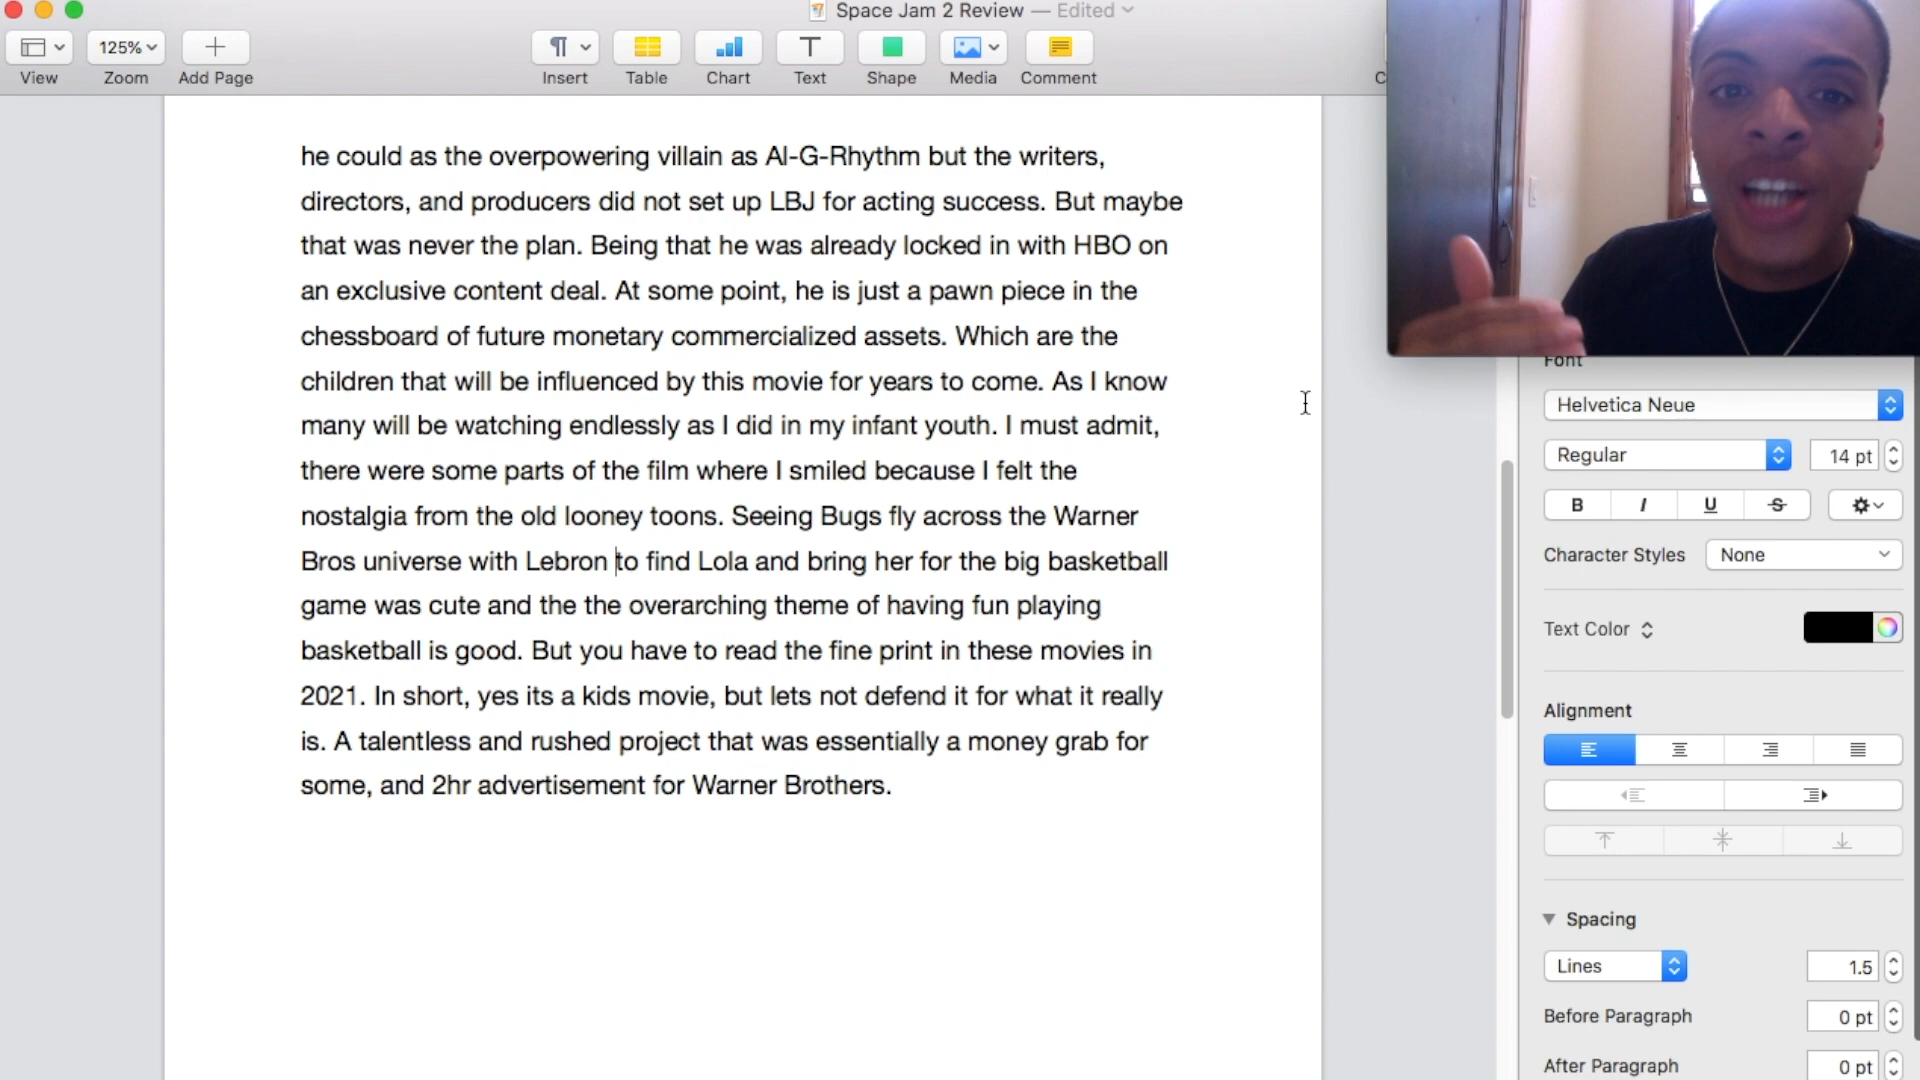 Space Jam 2 Review — Edited
125%
View
Zoom
Add Page
Insert
Table
Chart
Text
Shape
Media
Comment
C
he could as the overpowering villain as Al-G-Rhythm but the writers,
directors, and producers did not set up LBJ for acting success. But maybe
that was never the plan. Being that he was already locked in with HBO on
an exclusive content deal. At some point, he is just a pawn piece in the
chessboard of future monetary commercialized assets. Which are the
children that will be influenced by this movie for years to come. As I know
many will be watching endlessly as I did in my infant youth. I must admit,
there were some parts of the film where I smiled because I felt the
nostalgia from the old looney toons. Seeing Bugs fly across the Warner
Bros universe with Lebron to find Lola and bring her for the big basketball
game was cute and the the overarching theme of having fun playing
basketball is good. But you have to read the fine print in these movies in
2021. In short, yes its a kids movie, but lets not defend it for what it really
is. A talentless and rushed project that was essentially a money grab for
some, and 2hr advertisement for Warner Brothers.
Font
Helvetica Neue
Regular
14 pt
B I U S
Character Styles
None
Text Color
Alignment
Spacing
Lines
1.5
Before Paragraph
0 pt
After Paragraph
0 pt